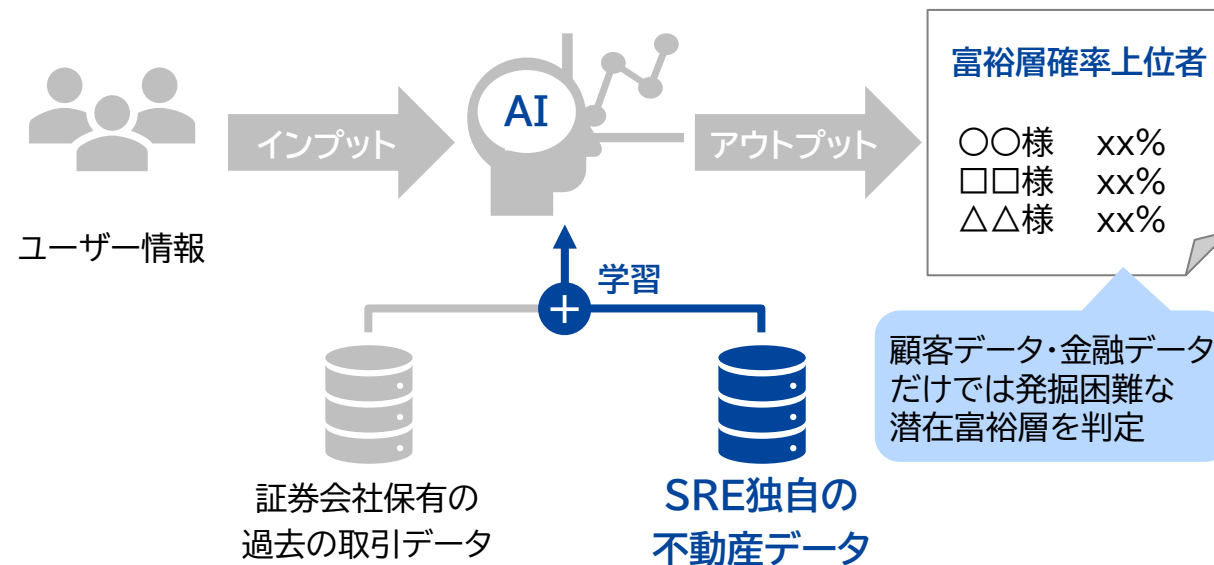 富裕層確率上位者
AI
インプット
アウトプット
○○様 xx%
□□様 xx%
△△様 xx%
ユーザー情報
学習
+
顧客データ・金融データ
だけでは発掘困難な
潜在富裕層を判定
証券会社保有の
過去の取引データ
SRE独自の
不動産データ